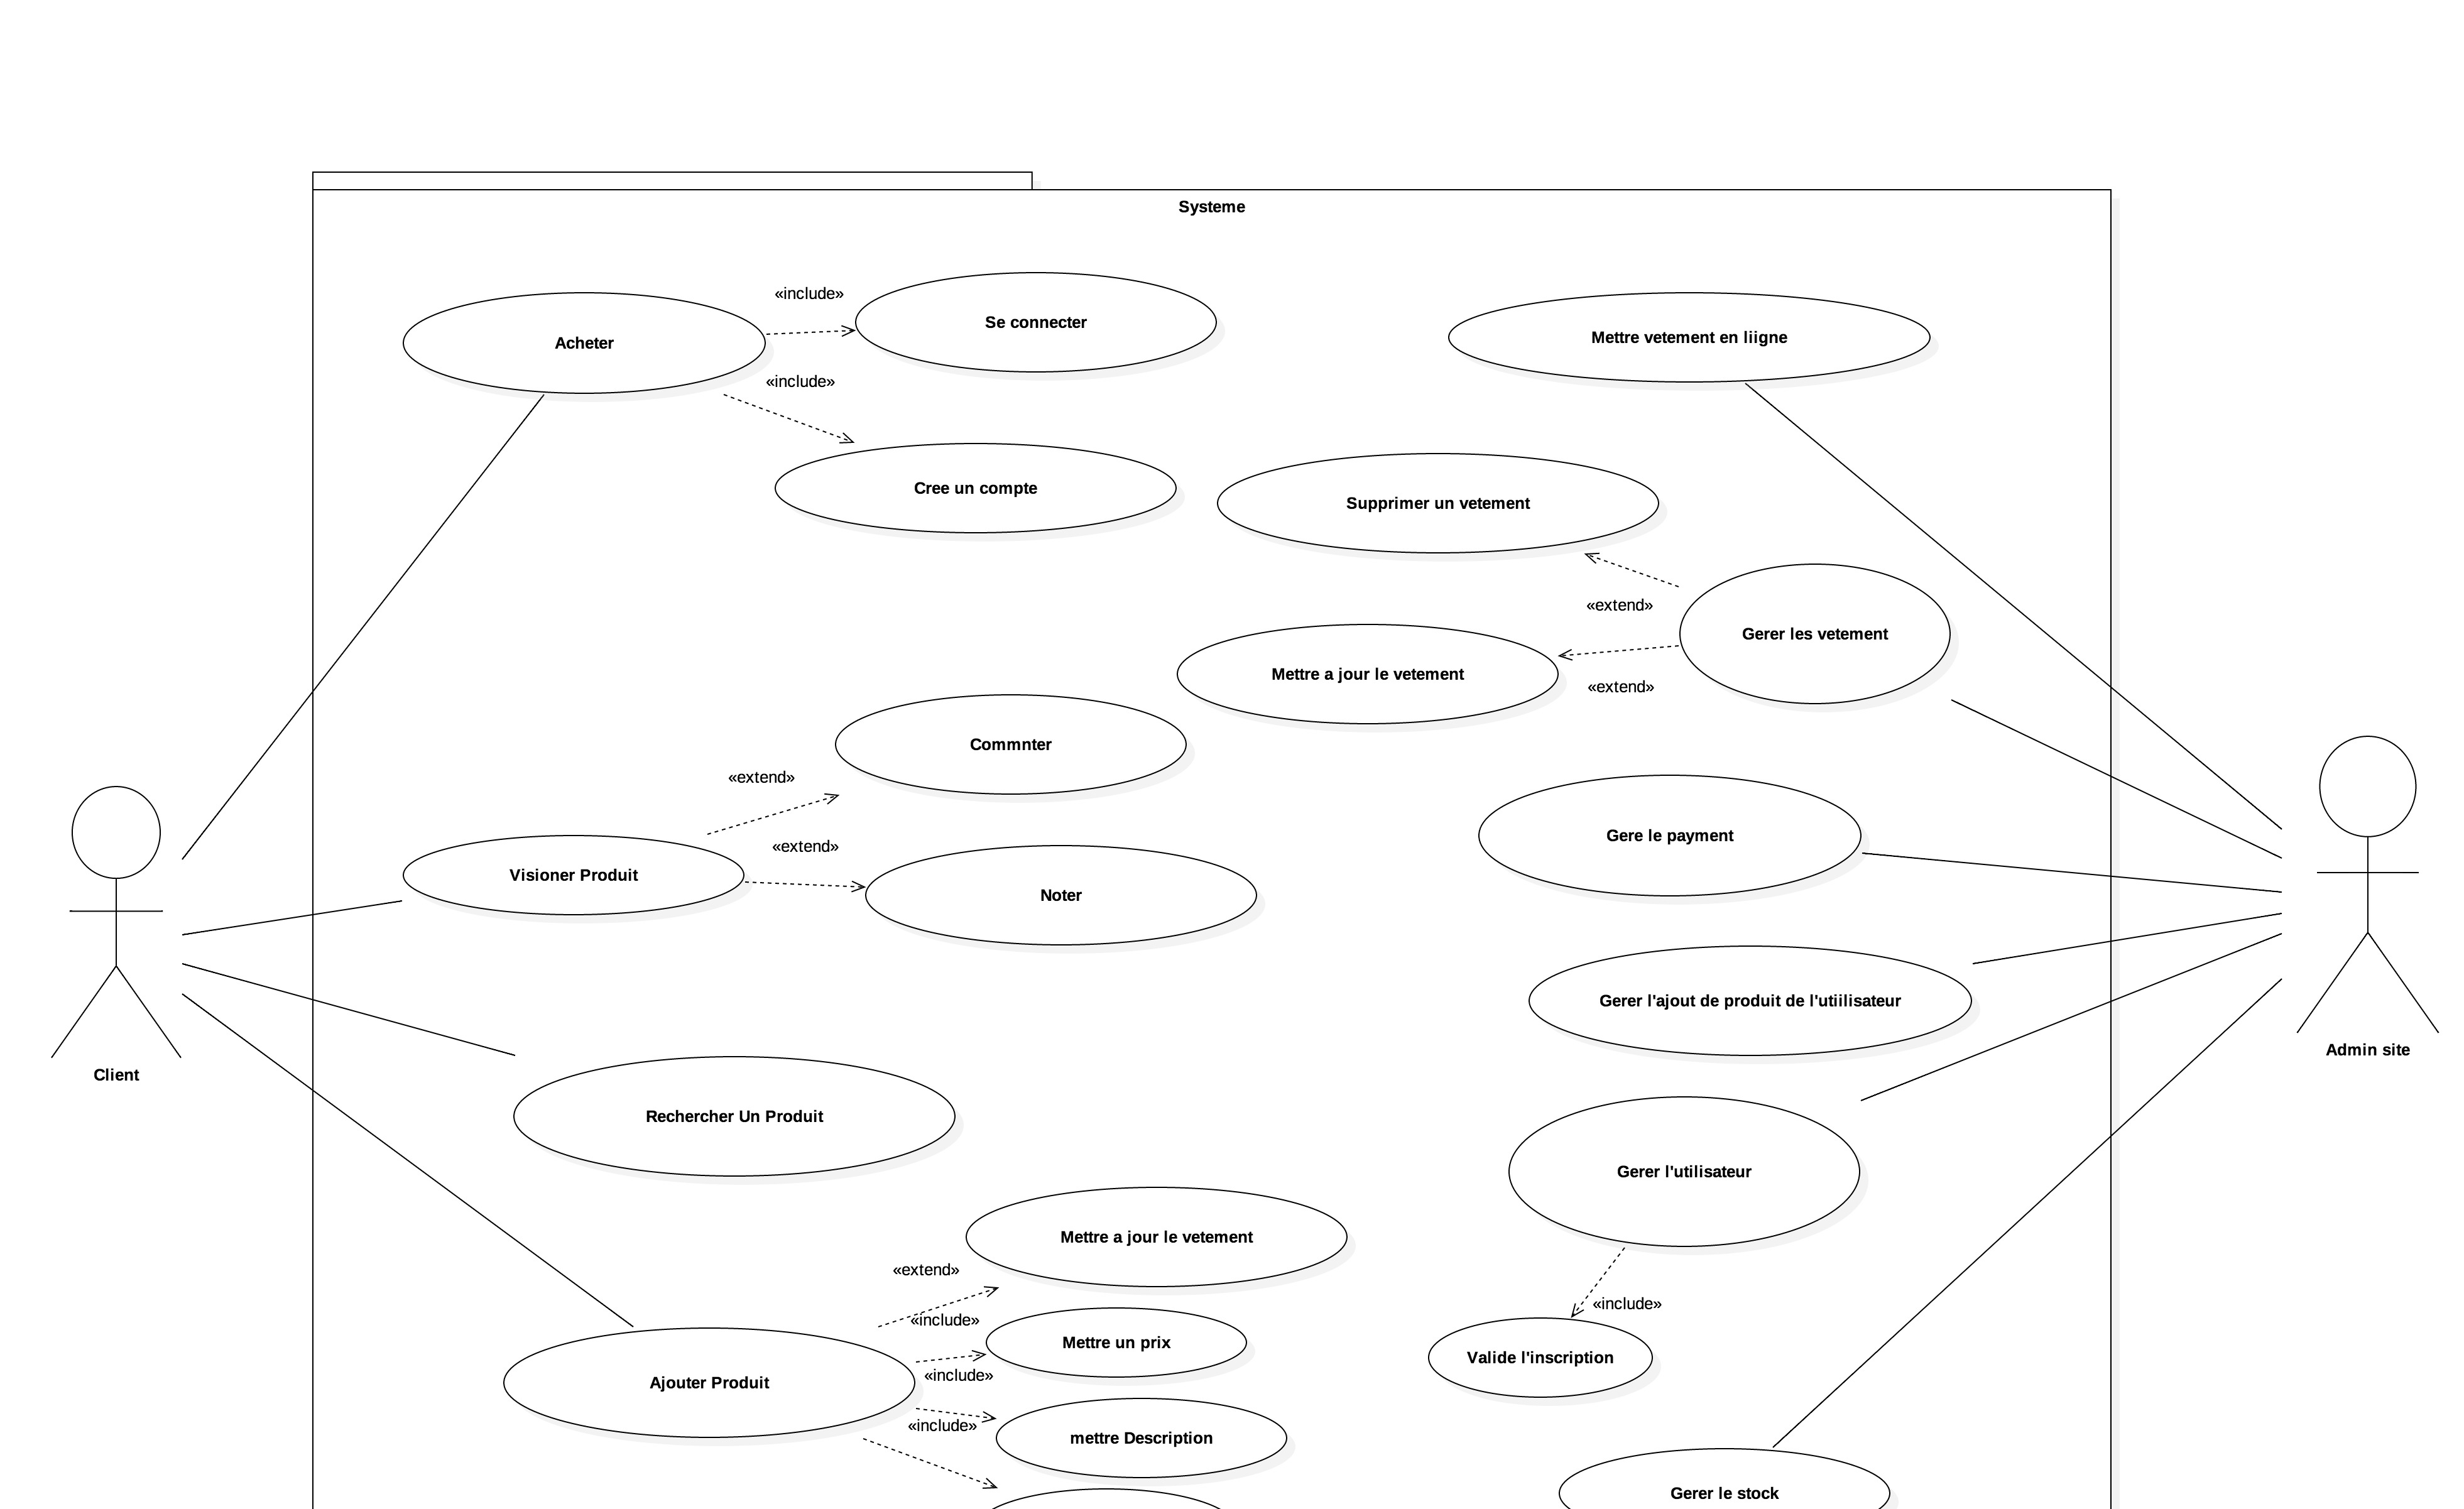 Systeme
«include»
Se connecter
Acheter
Mettre vetement en liigne
«include»
Cree un compte
Supprimer un vetement
«extend»
Gerer les vetement
Mettre a jour le vetement
«extend»
Commnter
«extend»
Gere le payment
«extend»
Visioner Produit
Noter
Gerer l'ajout de produit de l'utiilisateur
Admin site
Client
Rechercher Un Produit
Gerer l'utilisateur
Mettre a jour le vetement
«extend»
«include»
«include»
Mettre un prix
Valide l'inscription
«include»
Ajouter Produit
«include»
mettre Description
Gerer le stock